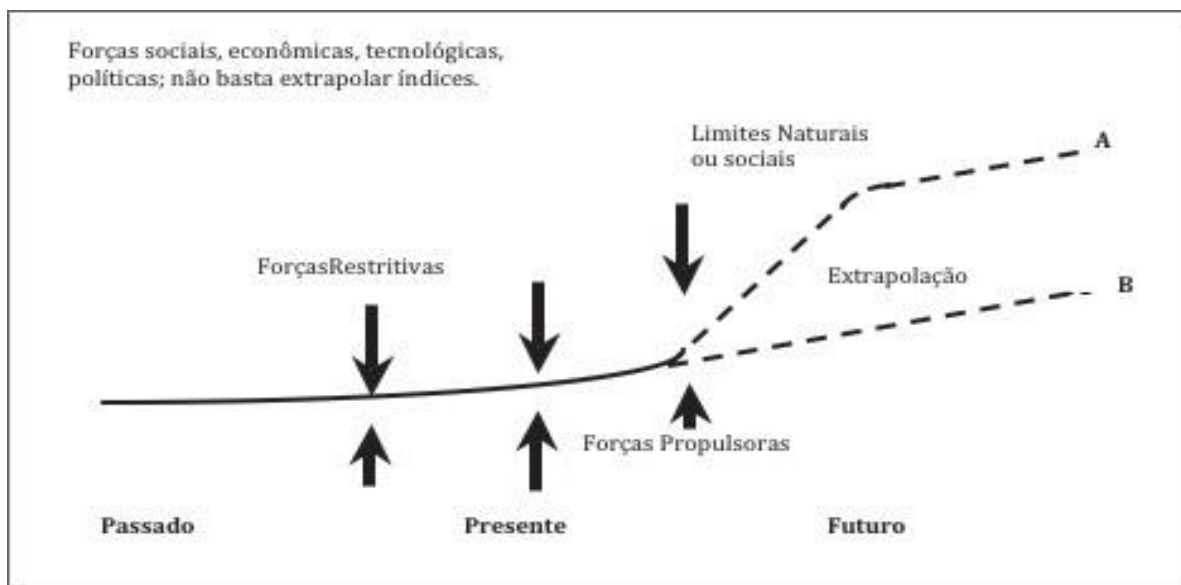 Forças sociais, econômicas, tecnológicas,
políticas; não basta extrapolar índices.
Limites Naturais
ou sociais
A
ForçasRestritivas
Extrapolação
B
Forças Propulsoras
Passado
Presente
Futuro